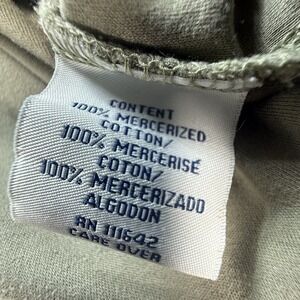 CONTENT
100% MERCERIZED
COTTON/
100% MERCERISÉ
COTON/
100% MERCERIZADO
ALGODON
RN 111642
CARE OVER